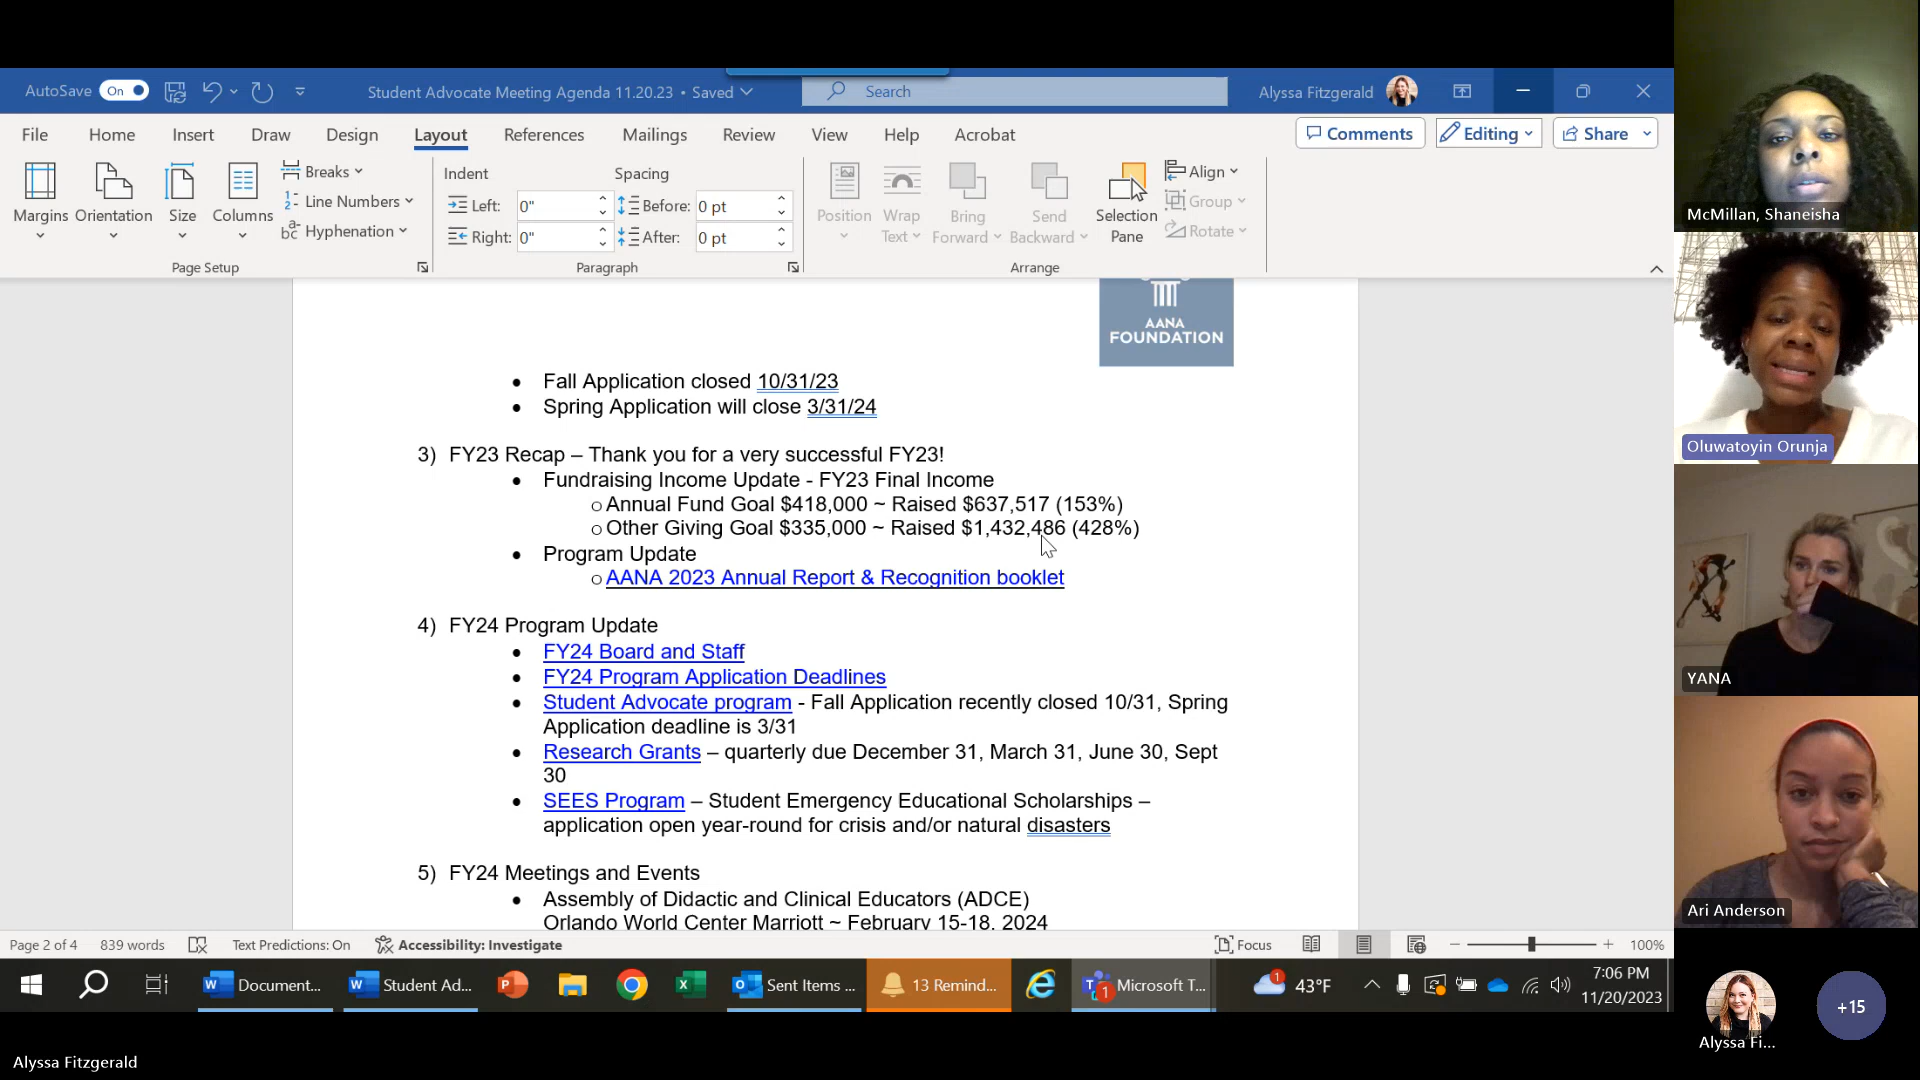 AutoSave On Student Advocate Meeting Agenda 11.20.23 • Saved Search Alyssa Fitzgerald
File Home Insert Draw Design Layout References Mailings Review View Help Acrobat Comments Editing Share
Margins Orientation Size Columns
Breaks
Line Numbers
Hyphenation
Page Setup
Indent Spacing
Left: 0" Before: 0 pt
Right: 0" After: 0 pt
Paragraph
Position Wrap Text Bring Forward Send Backward Selection Pane
Align
Group
Rotate
Arrange
AANA
FOUNDATION
• Fall Application closed 10/31/23
• Spring Application will close 3/31/24
3) FY23 Recap – Thank you for a very successful FY23!
• Fundraising Income Update - FY23 Final Income
o Annual Fund Goal $418,000 ~ Raised $637,517 (153%)
o Other Giving Goal $335,000 ~ Raised $1,432,486 (428%)
• Program Update
o AANA 2023 Annual Report & Recognition booklet
4) FY24 Program Update
• FY24 Board and Staff
• FY24 Program Application Deadlines
• Student Advocate program - Fall Application recently closed 10/31, Spring
Application deadline is 3/31
• Research Grants – quarterly due December 31, March 31, June 30, Sept
30
• SEES Program – Student Emergency Educational Scholarships –
application open year-round for crisis and/or natural disasters
5) FY24 Meetings and Events
• Assembly of Didactic and Clinical Educators (ADCE)
Orlando World Center Marriott ~ February 15-18, 2024
Page 2 of 4 839 words Text Predictions: On Accessibility: Investigate Focus 100%
Document... Student Ad... Sent Items ... 13 Remind... 1 Microsoft T... 1 43°F 7:06 PM
11/20/2023
McMillan, Shaneisha
Oluwatoyin Orunja
YANA
Ari Anderson
+15
Alyssa Fi...
Alyssa Fitzgerald